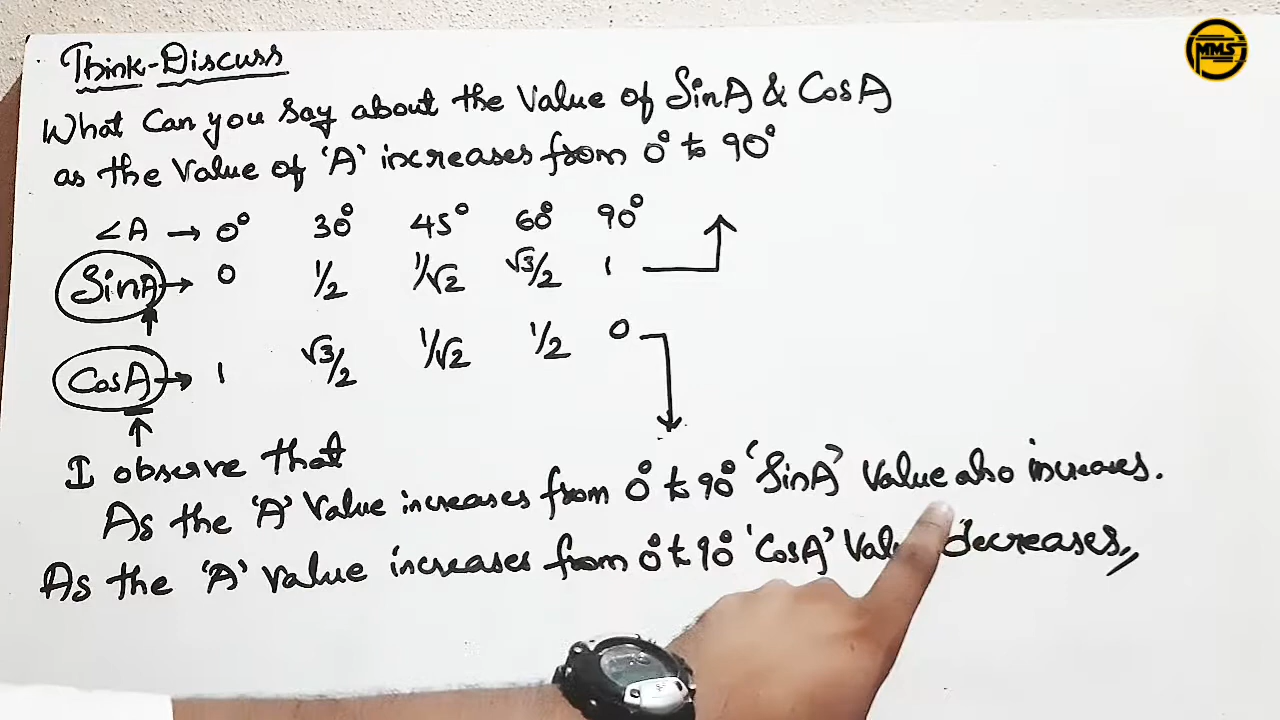 MMS
Think-Discuss
What Can you say about the Value of SinA & CosA
as the Value of 'A' increases from 0° to 90°
∠A → 0° 30° 45° 60° 90°
SinA → 0 1/2 1/√2 √3/2 1
CosA → 1 √3/2 1/√2 1/2 0
I observe that
As the 'A' Value increases from 0° to 90° 'SinA' Value also increases.
As the 'A' Value increases from 0° to 90° 'CosA' Value decreases,,